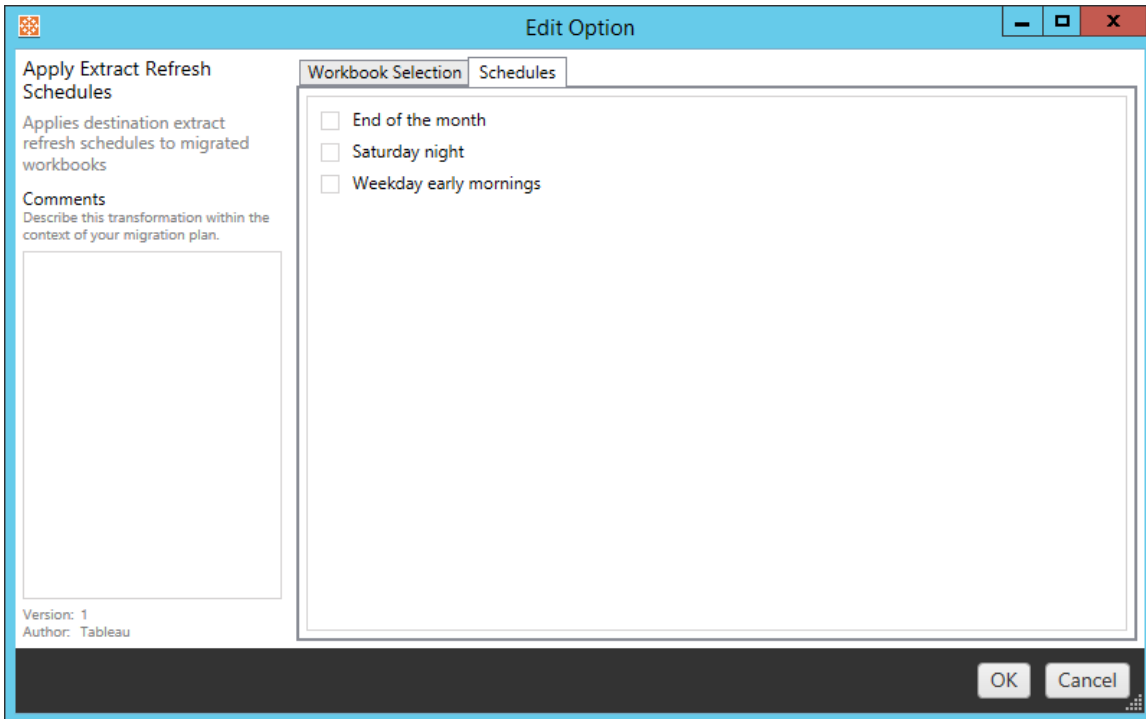 Edit Option
Apply Extract Refresh
Schedules
Applies destination extract
refresh schedules to migrated
workbooks
Comments
Describe this transformation within the
context of your migration plan.
Version: 1
Author: Tableau
Workbook Selection
Schedules
End of the month
Saturday night
Weekday early mornings
OK
Cancel